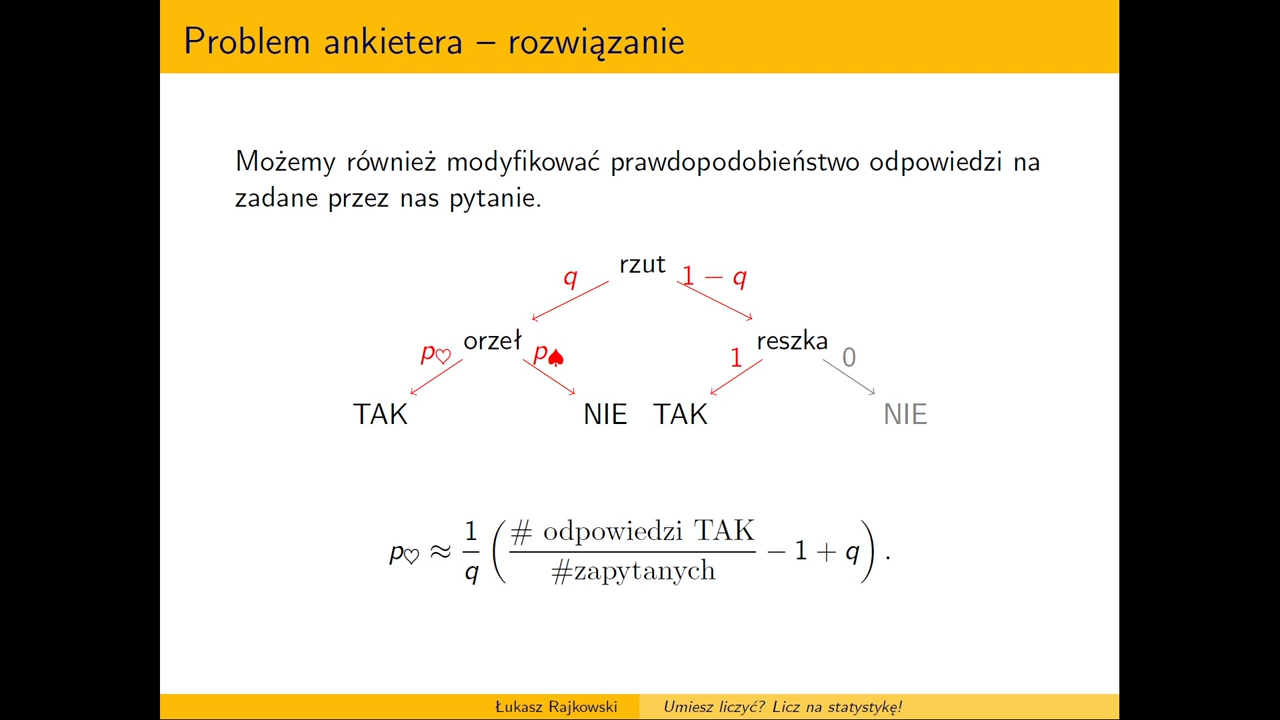 Problem ankietera – rozwiązanie
Możemy również modyfikować prawdopodobieństwo odpowiedzi na
zadane przez nas pytanie.
rzut
q 1 − q
orzeł reszka
p♡ p♠ 1 0
TAK NIE TAK NIE
p♡ ≈ 1/q (# odpowiedzi TAK / #zapytanych − 1 + q).
Łukasz Rajkowski Umiesz liczyć? Licz na statystykę!